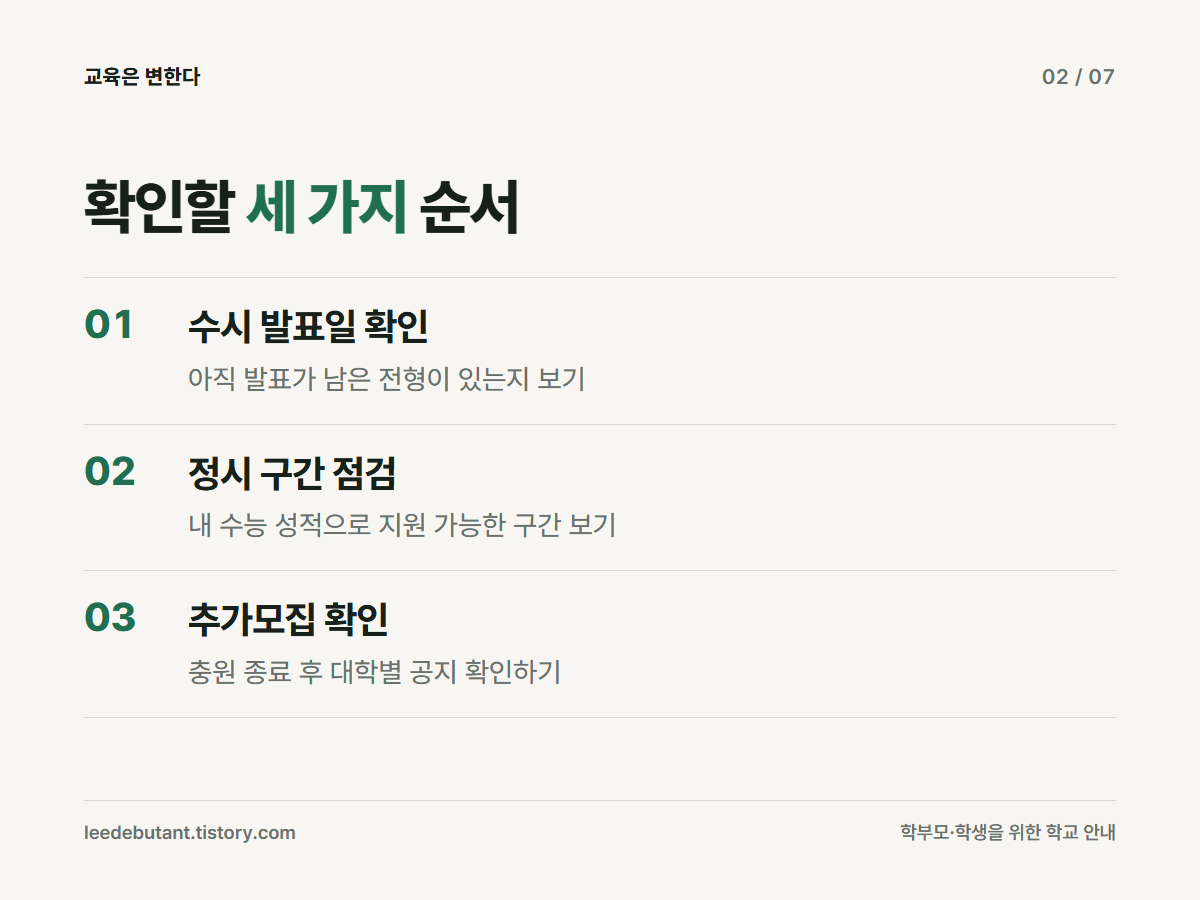 교육은 변한다
02 / 07
확인할 세 가지 순서
01 수시 발표일 확인
아직 발표가 남은 전형이 있는지 보기
02 정시 구간 점검
내 수능 성적으로 지원 가능한 구간 보기
03 추가모집 확인
충원 종료 후 대학별 공지 확인하기
leedebutant.tistory.com
학부모·학생을 위한 학교 안내